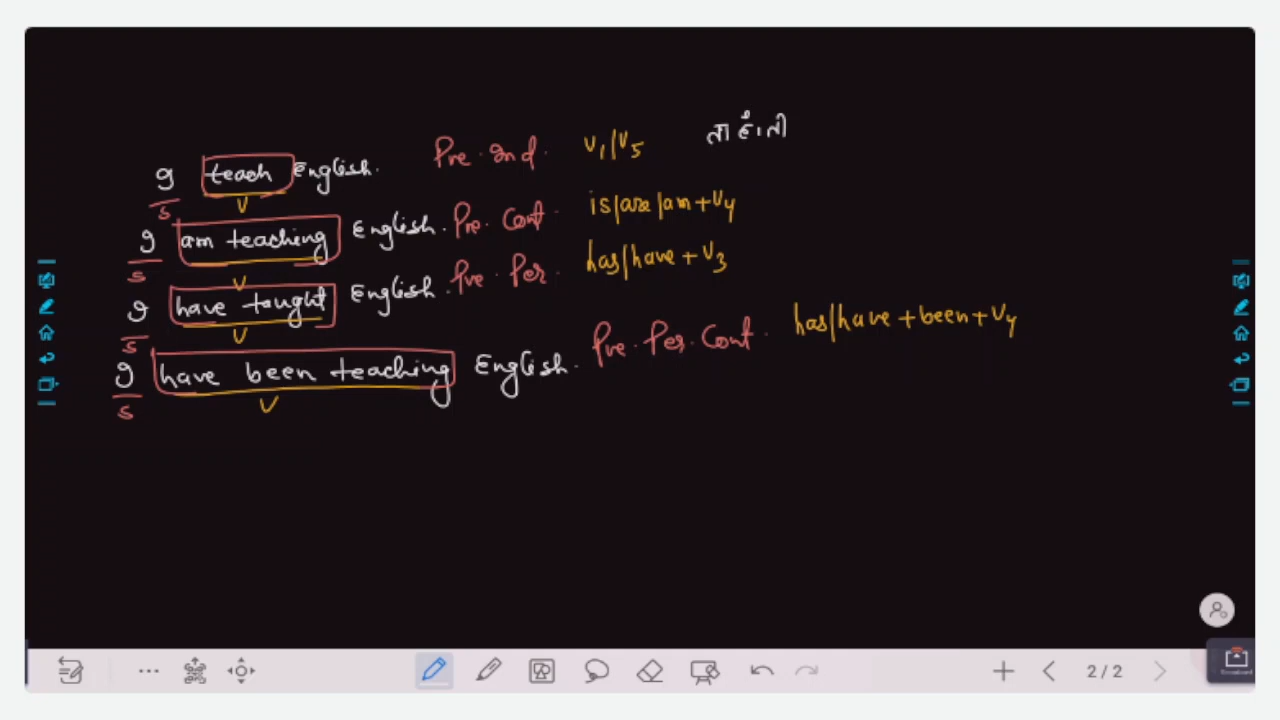 I teach English. Pre. Ind. V1/V5 ता हूँ।ती
S V
I am teaching English. Pre. Cont. is/are/am + V4
S V
I have taught English. Pre. Per. has/have + V3
S V
I have been teaching English. Pre. Per. Cont. has/have + been + V4
S V
2/2